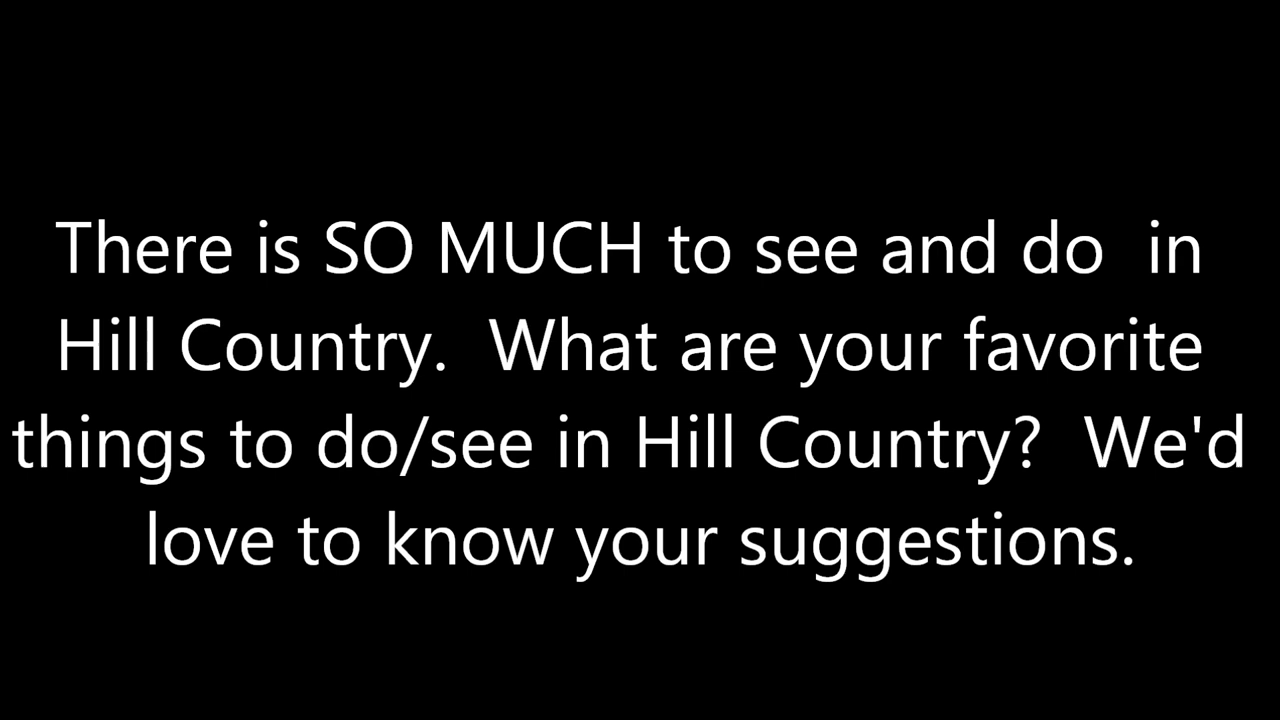 There is SO MUCH to see and do  in
Hill Country.  What are your favorite
things to do/see in Hill Country?  We'd
love to know your suggestions.